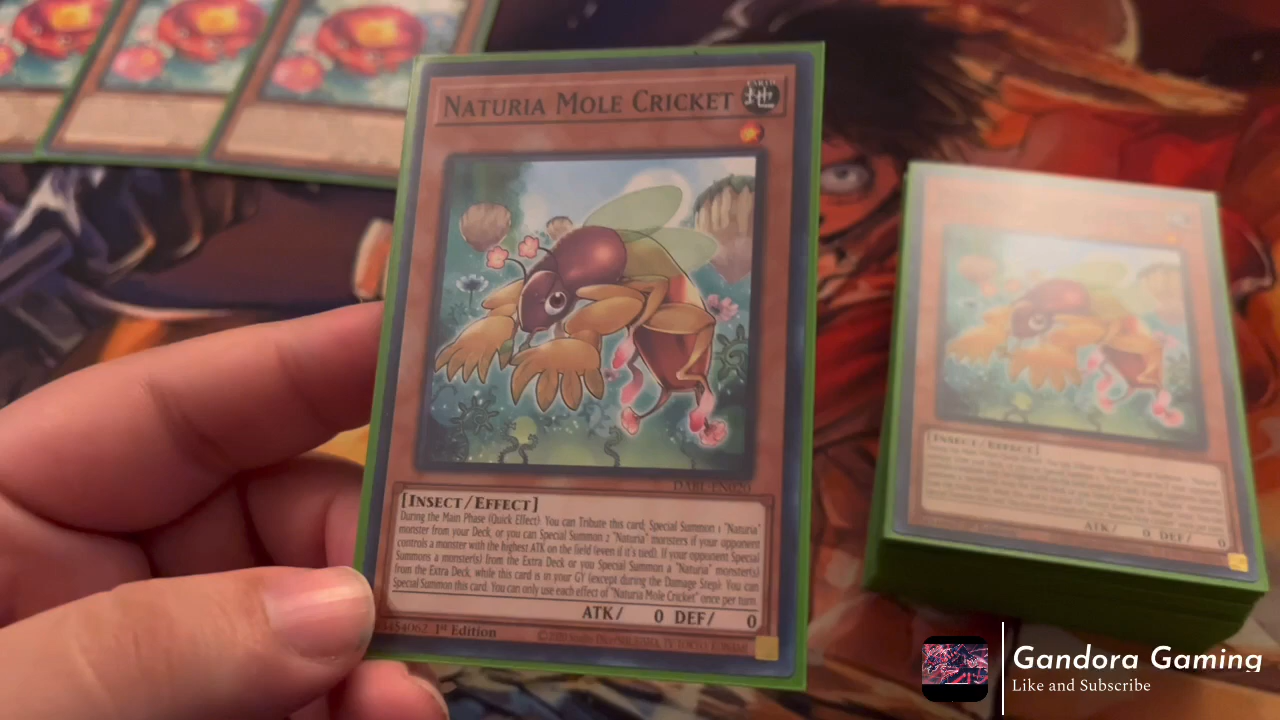 NATURIA MOLE CRICKET
EARTH
地
DABL-EN020
[INSECT/EFFECT]
During the Main Phase (Quick Effect): You can Tribute this card; Special Summon 1 "Naturia"
monster from your Deck, or you can Special Summon 2 "Naturia" monsters if your opponent
controls a monster with the highest ATK on the field (even if it's tied). If your opponent Special
Summons a monster(s) from the Extra Deck or you Special Summon a "Naturia" monster(s)
from the Extra Deck, while this card is in your GY (except during the Damage Step): You can
Special Summon this card. You can only use each effect of "Naturia Mole Cricket" once per turn.
ATK/ 0 DEF/ 0
1st Edition
[INSECT/EFFECT]
ATK/ 0 DEF/ 0
Gandora Gaming
Like and Subscribe